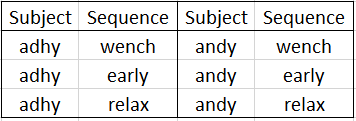 Subject Sequence Subject Sequence
adhy wench andy wench
adhy early andy early
adhy relax andy relax